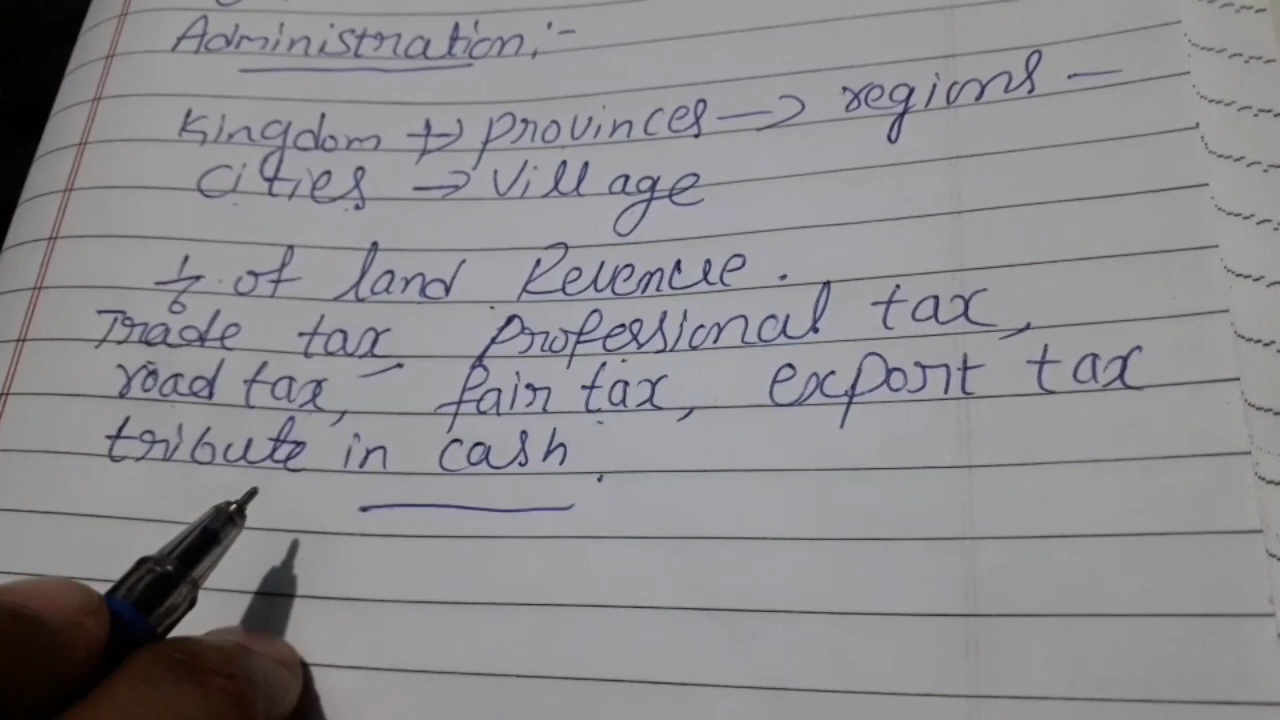 Administration :-
Kingdom → provinces → regions —
cities → village
1/6 of land Revenue.
Trade tax, professional tax,
road tax, fair tax, export tax
tribute in cash.